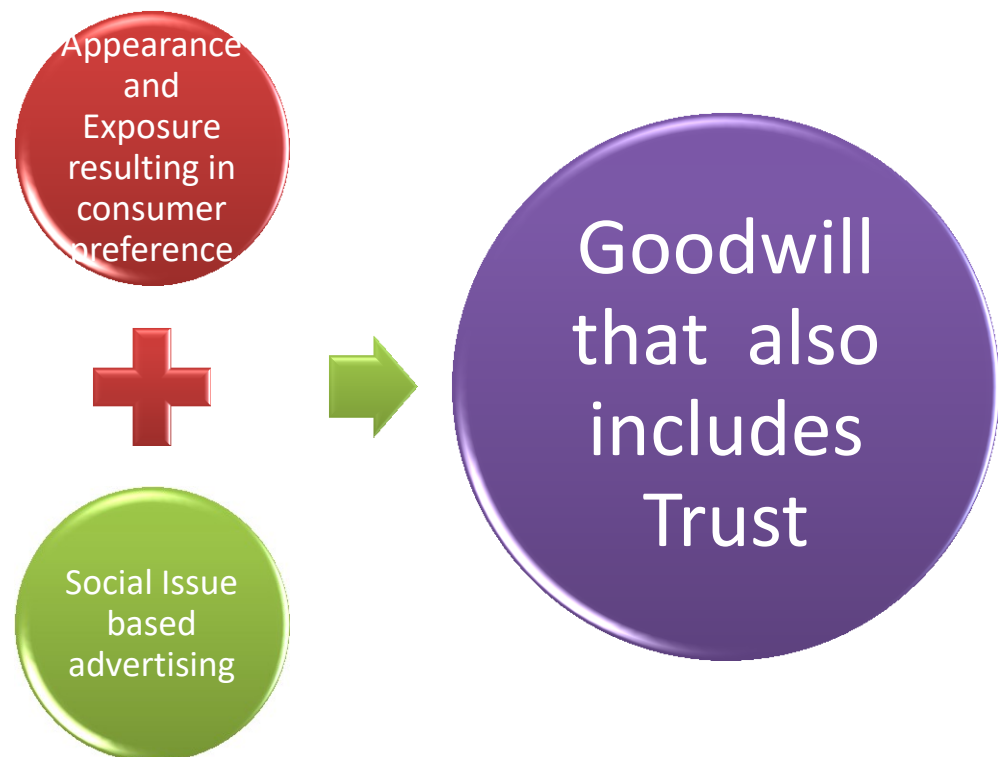 Appearance
and
Exposure
resulting in
consumer
preference
Social Issue
based
advertising
Goodwill
that also
includes
Trust